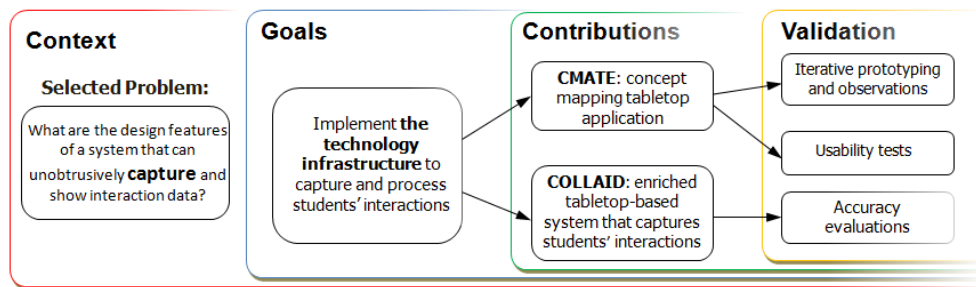 Context
Selected Problem:
What are the design features
of a system that can
unobtrusively capture and
show interaction data?
Goals
Implement the
technology
infrastructure to
capture and process
students' interactions
Contributions
CMATE: concept
mapping tabletop
application
COLLAID: enriched
tabletop-based
system that captures
students' interactions
Validation
Iterative prototyping
and observations
Usability tests
Accuracy
evaluations